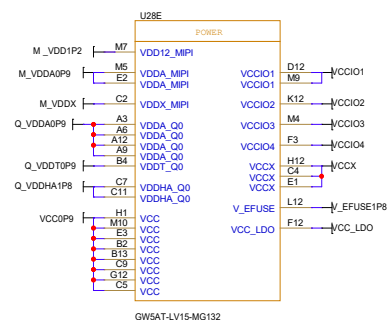 U28E
POWER
M_VDD1P2 M7 VDD12_MIPI
M_VDDA0P9 M5 VDDA_MIPI D12 VCCIO1 VCCIO1
E2 VDDA_MIPI M9 VCCIO1
M_VDDX C2 VDDX_MIPI K12 VCCIO2 VCCIO2
Q_VDDA0P9 A3 VDDA_Q0 M4 VCCIO3 VCCIO3
A6 VDDA_Q0
A12 VDDA_Q0 F3 VCCIO4 VCCIO4
A9 VDDA_Q0
Q_VDDT0P9 B4 VDDT_Q0 H12 VCCX VCCX
C4 VCCX
Q_VDDHA1P8 C7 VDDHA_Q0 E1 VCCX
C11 VDDHA_Q0
L12 V_EFUSE V_EFUSE1P8
VCC0P9 H1 VCC
M10 VCC F12 VCC_LDO VCC_LDO
E3 VCC
B2 VCC
B13 VCC
C9 VCC
G12 VCC
C5 VCC
GW5AT-LV15-MG132